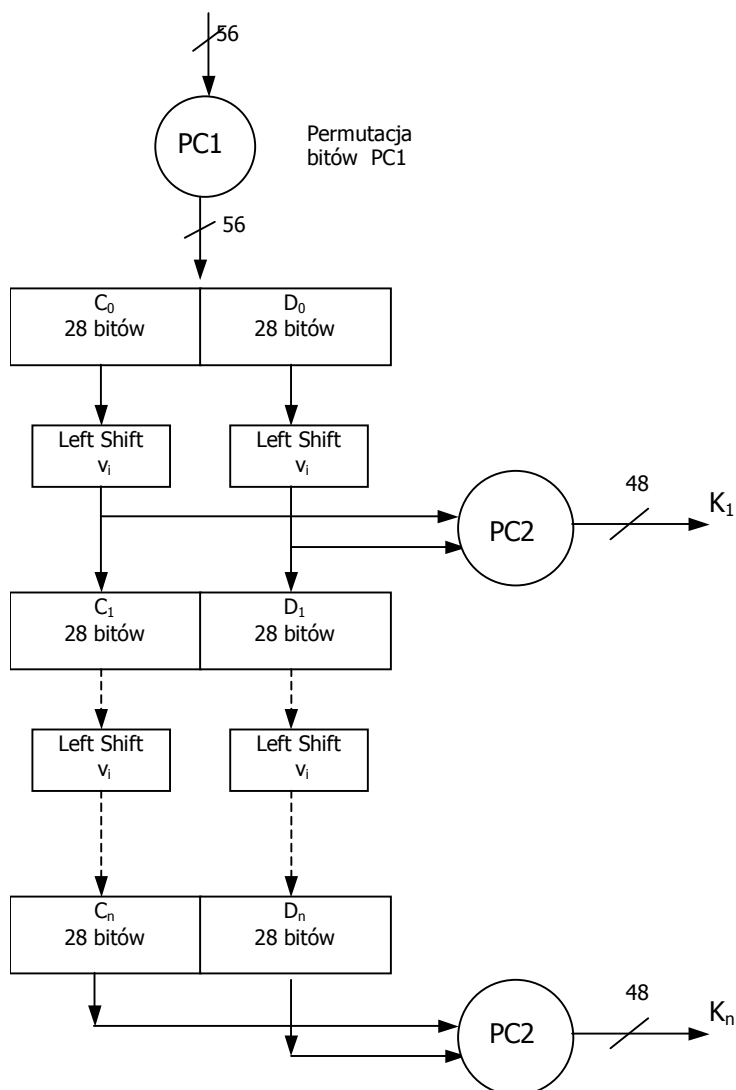 56
PC1
Permutacja
bitów PC1
56
C₀
28 bitów
D₀
28 bitów
Left Shift
vᵢ
Left Shift
vᵢ
PC2
48
K₁
C₁
28 bitów
D₁
28 bitów
Left Shift
vᵢ
Left Shift
vᵢ
Cₙ
28 bitów
Dₙ
28 bitów
PC2
48
Kₙ